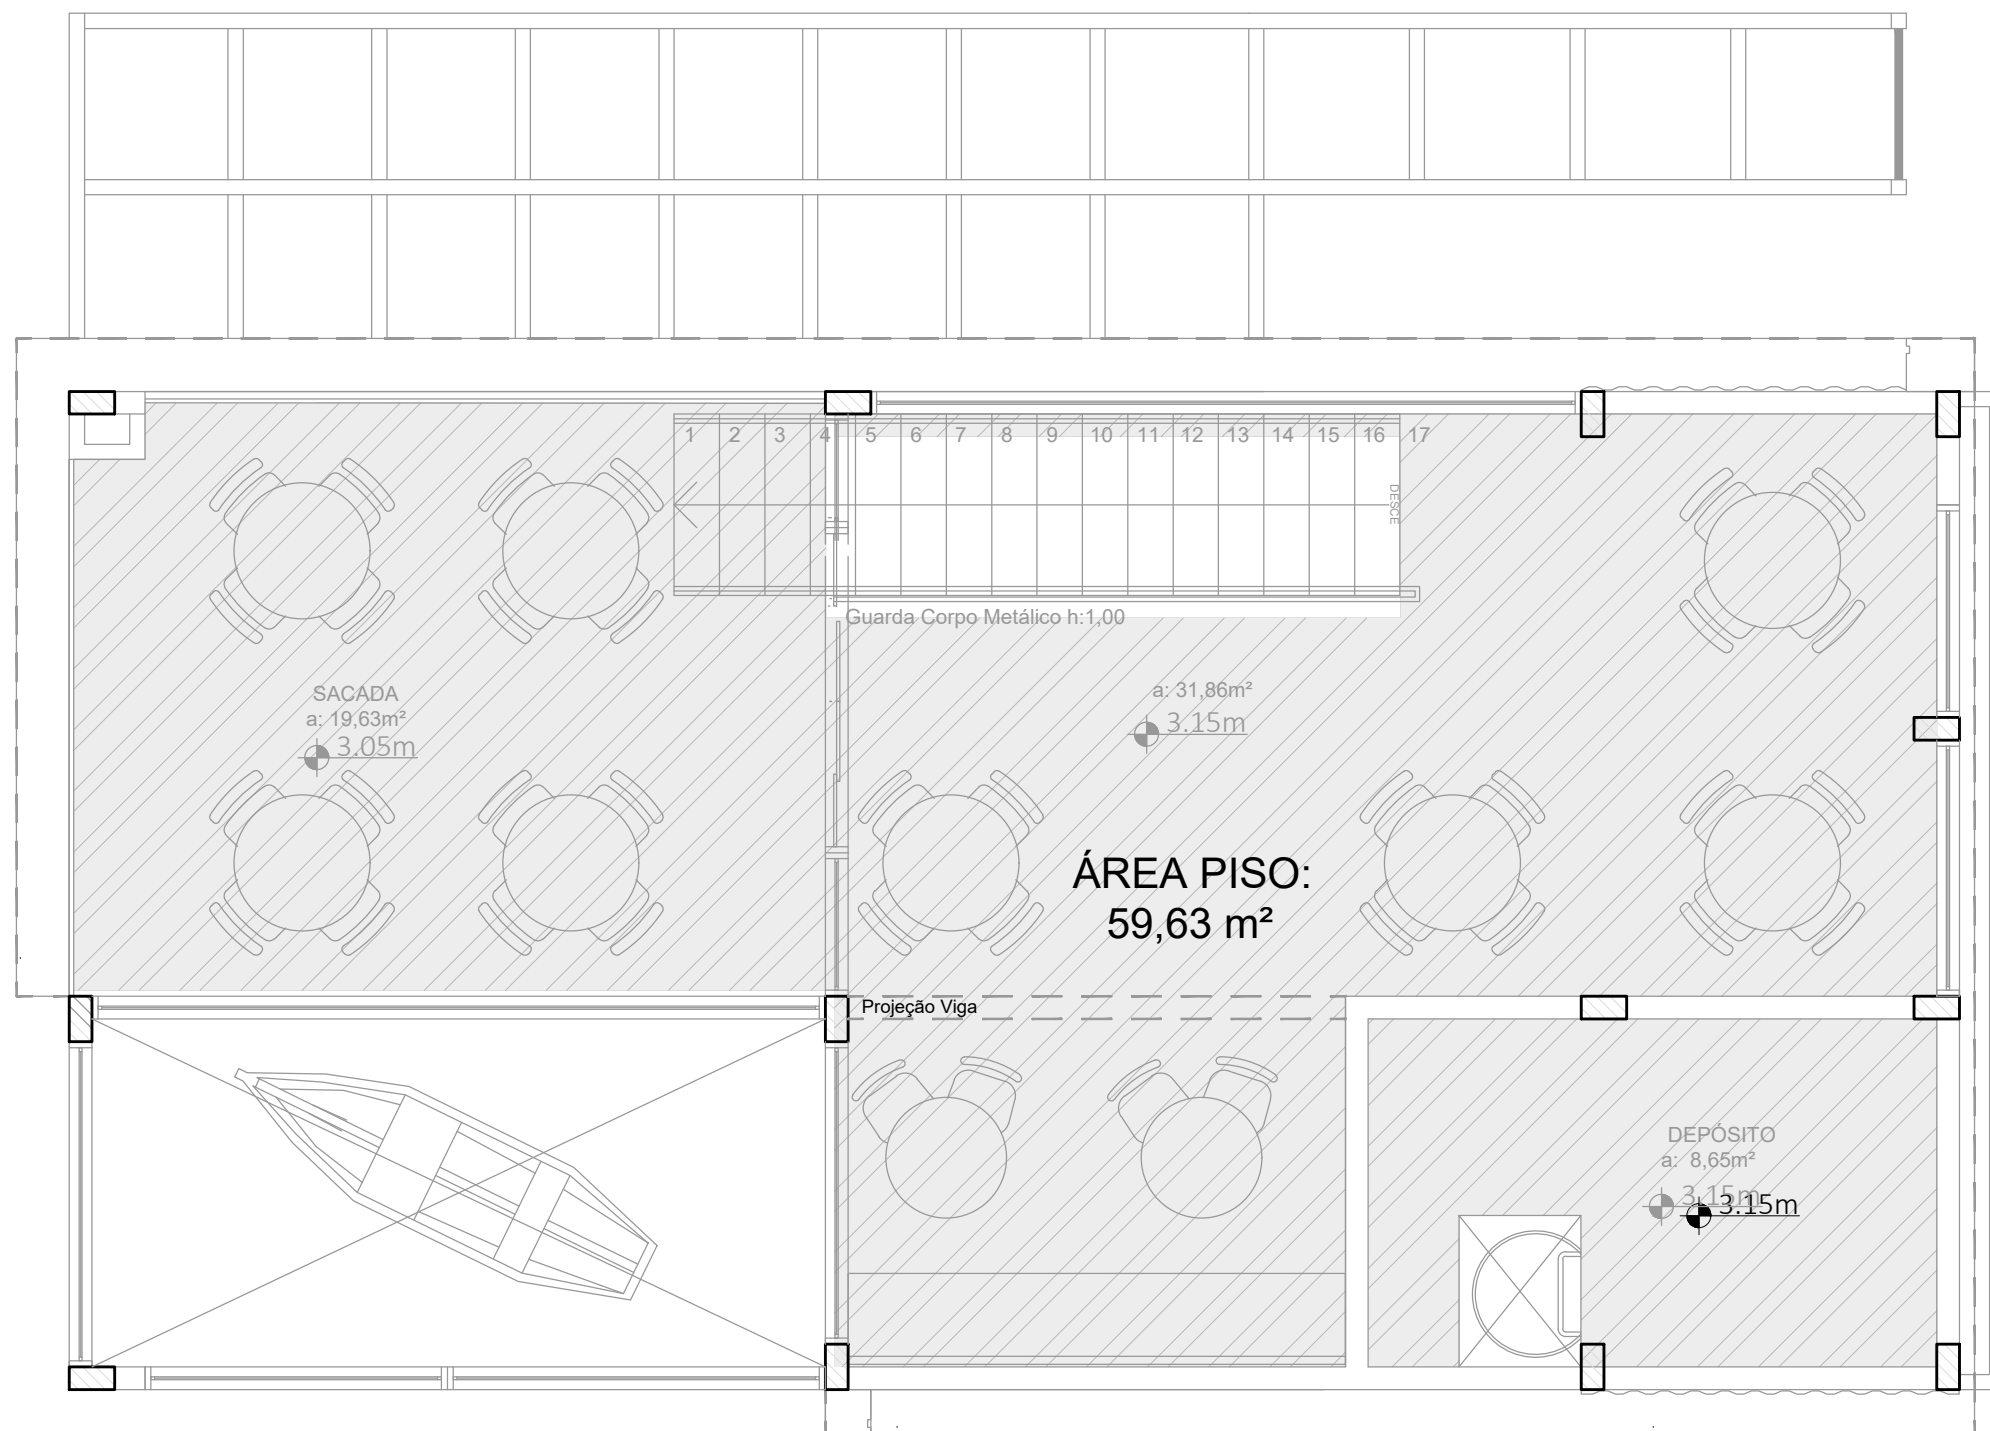 1 2 3 4 5 6 7 8 9 10 11 12 13 14 15 16 17
DESCE
Guarda Corpo Metálico h:1,00
SACADA
a: 19,63m²
3.05m
a: 31,86m²
3.15m
ÁREA PISO:
59,63 m²
Projeção Viga
DEPÓSITO
a: 8,65m²
3.15m
3.15m